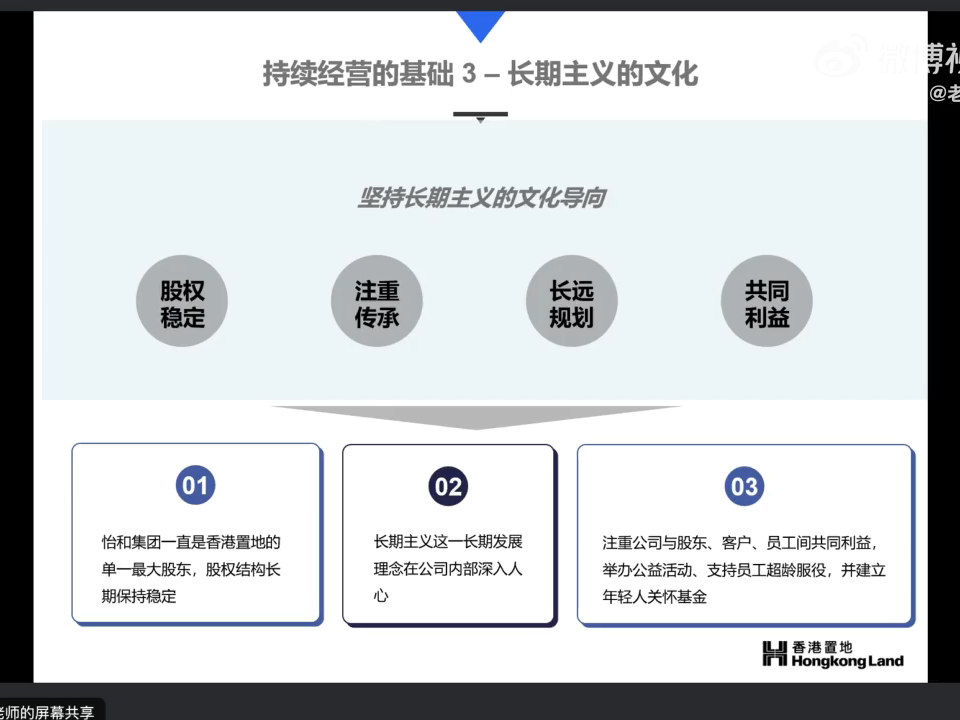 持续经营的基础 3 – 长期主义的文化
微博视
@老
坚持长期主义的文化导向
股权
稳定
注重
传承
长远
规划
共同
利益
01
怡和集团一直是香港置地的
单一最大股东，股权结构长
期保持稳定
02
长期主义这一长期发展
理念在公司内部深入人
心
03
注重公司与股东、客户、员工间共同利益，
举办公益活动、支持员工超龄服役，并建立
年轻人关怀基金
香港置地
Hongkong Land
老师的屏幕共享